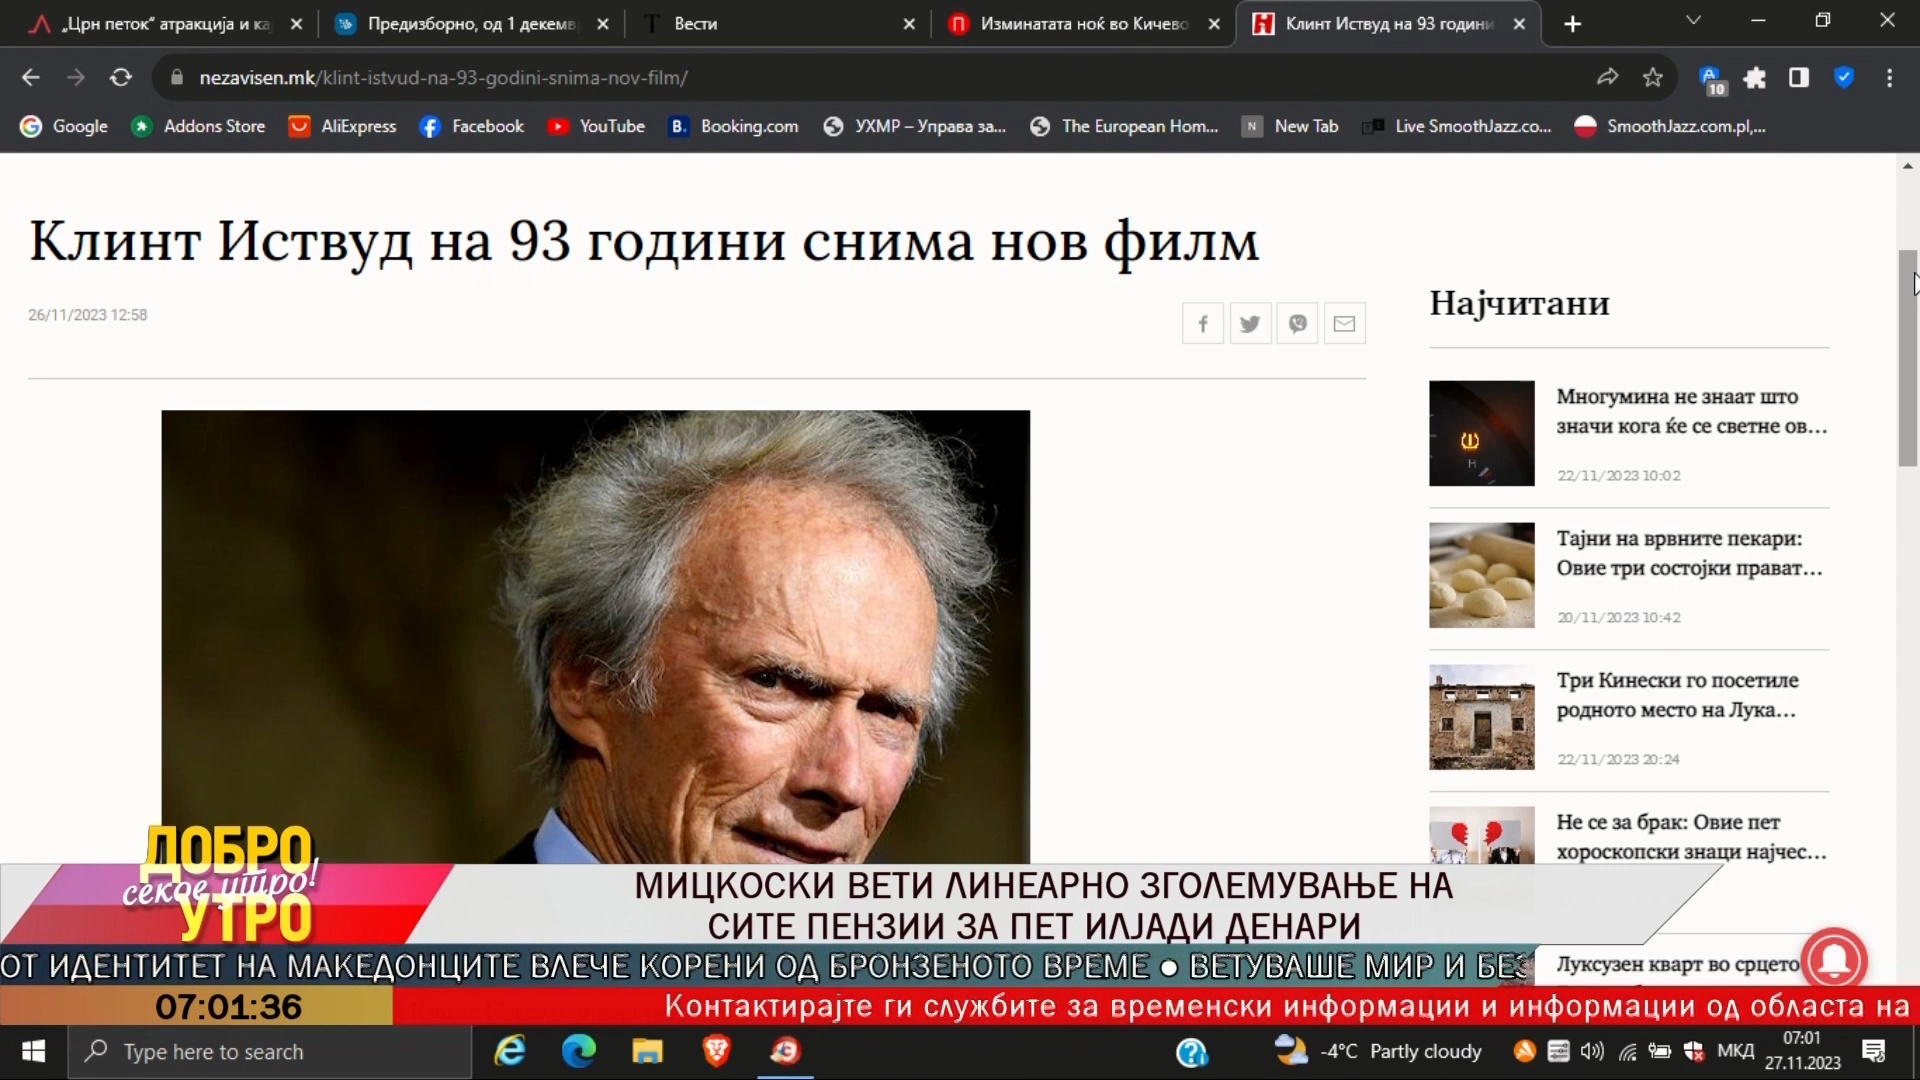 „Црн петок“ атракција и ка
Предизборно, од 1 декемв
Вести
Изминатата ноќ во Кичево
Клинт Иствуд на 93 години
nezavisen.mk/klint-istvud-na-93-godini-snima-nov-film/
10
Google
Addons Store
AliExpress
Facebook
YouTube
B. Booking.com
УХМР – Управа за...
The European Hom...
N New Tab
Live SmoothJazz.co...
SmoothJazz.com.pl,...
Клинт Иствуд на 93 години снима нов филм
26/11/2023 12:58
Најчитани
Многумина не знаат што
значи кога ќе се светне ов...
22/11/2023 10:02
Тајни на врвните пекари:
Овие три состојки прават...
20/11/2023 10:42
Три Кинески го посетиле
родното место на Лука...
22/11/2023 20:24
Не се за брак: Овие пет
хороскопски знаци најчес...
Луксузен кварт во срцето
ДОБРО
секое утро!
УТРО
МИЦКОСКИ ВЕТИ ЛИНЕАРНО ЗГОЛЕМУВАЊЕ НА
СИТЕ ПЕНЗИИ ЗА ПЕТ ИЛЈАДИ ДЕНАРИ
ОТ ИДЕНТИТЕТ НА МАКЕДОНЦИТЕ ВЛЕЧЕ КОРЕНИ ОД БРОНЗЕНОТО ВРЕМЕ ● ВЕТУВАШЕ МИР И БЕЗ
07:01:36
Контактирајте ги службите за временски информации и информации од областа на
Type here to search
-4°C Partly cloudy
МКД
07:01
27.11.2023